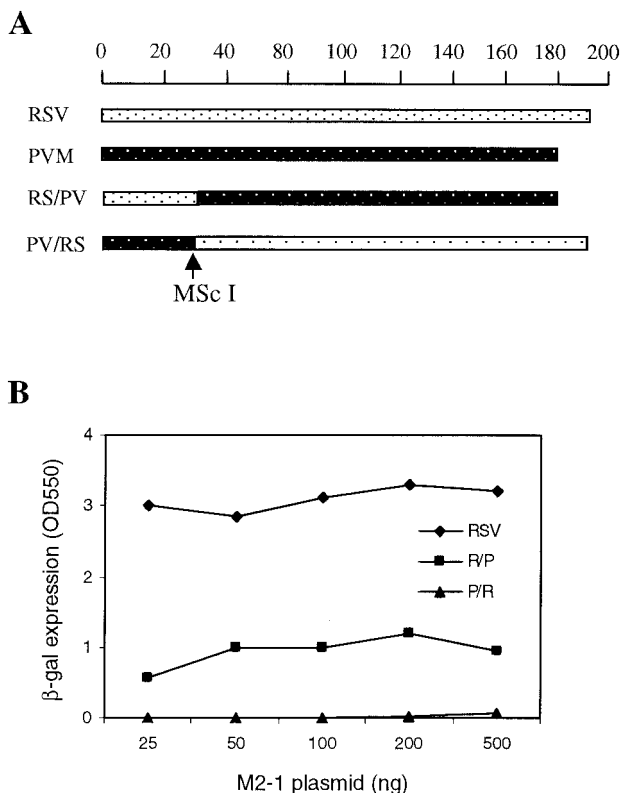 A
0 20 40 80 100 120 140 160 180 200
RSV
PVM
RS/PV
PV/RS
MSc I
B
β-gal expression (OD550)
4
3
2
1
0
RSV
R/P
P/R
25 50 100 200 500
M2-1 plasmid (ng)